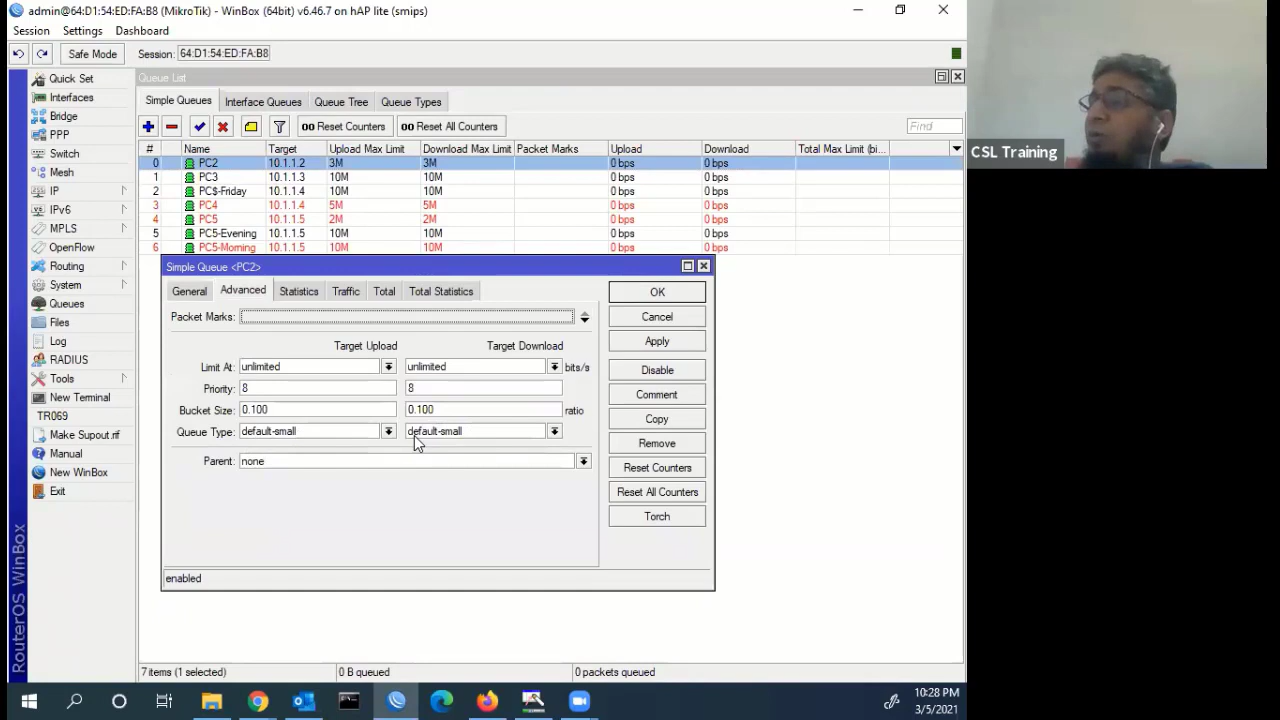 admin@64:D1:54:ED:FA:B8 (MikroTik) - WinBox (64bit) v6.46.7 on hAP lite (smips)
Session Settings Dashboard
Safe Mode Session: 64:D1:54:ED:FA:B8
Quick Set
Interfaces
Bridge
PPP
Switch
Mesh
IP
IPv6
MPLS
OpenFlow
Routing
System
Queues
Files
Log
RADIUS
Tools
New Terminal
TR069
Make Supout.rif
Manual
New WinBox
Exit
RouterOS WinBox
Queue List
Simple Queues Interface Queues Queue Tree Queue Types
00 Reset Counters 00 Reset All Counters Find
# Name Target Upload Max Limit Download Max Limit Packet Marks Upload Download Total Max Limit (bi...
0 PC2 10.1.1.2 3M 3M 0 bps 0 bps
1 PC3 10.1.1.3 10M 10M 0 bps 0 bps
2 PC$-Friday 10.1.1.4 10M 10M 0 bps 0 bps
3 PC4 10.1.1.4 5M 5M 0 bps 0 bps
4 PC5 10.1.1.5 2M 2M 0 bps 0 bps
5 PC5-Evening 10.1.1.5 10M 10M 0 bps 0 bps
6 PC5-Morning 10.1.1.5 10M 10M 0 bps 0 bps
Simple Queue <PC2>
General Advanced Statistics Traffic Total Total Statistics
Packet Marks:
Target Upload Target Download
Limit At: unlimited unlimited bits/s
Priority: 8 8
Bucket Size: 0.100 0.100 ratio
Queue Type: default-small default-small
Parent: none
OK
Cancel
Apply
Disable
Comment
Copy
Remove
Reset Counters
Reset All Counters
Torch
enabled
7 items (1 selected) 0 B queued 0 packets queued
CSL Training
10:28 PM
3/5/2021